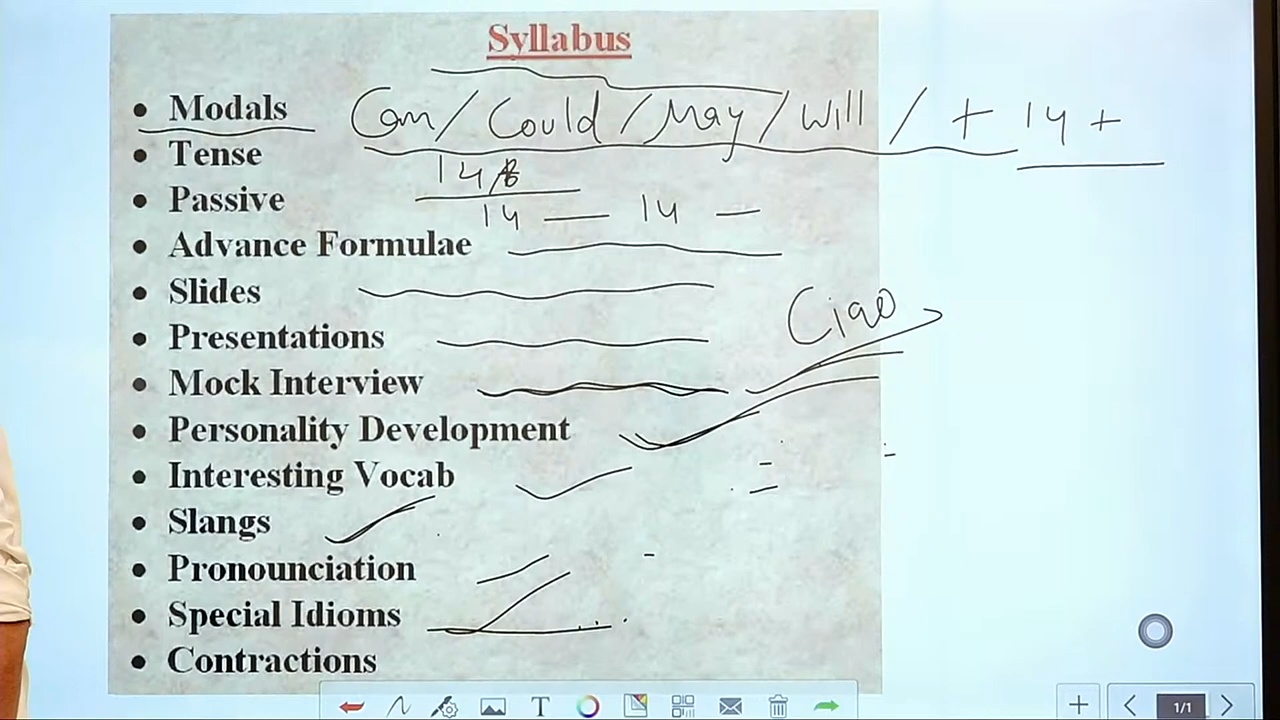 Syllabus
• Modals Can / Could / May / Will / + 14 +
• Tense 14
• Passive 14 — 14 —
• Advance Formulae
• Slides
• Presentations Ciao
• Mock Interview
• Personality Development
• Interesting Vocab
• Slangs
• Pronounciation
• Special Idioms
• Contractions
T
1/1